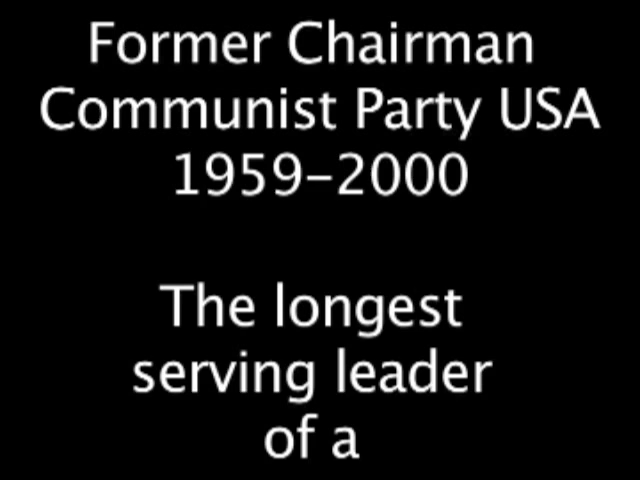 Former Chairman
Communist Party USA
1959-2000
The longest
serving leader
of a